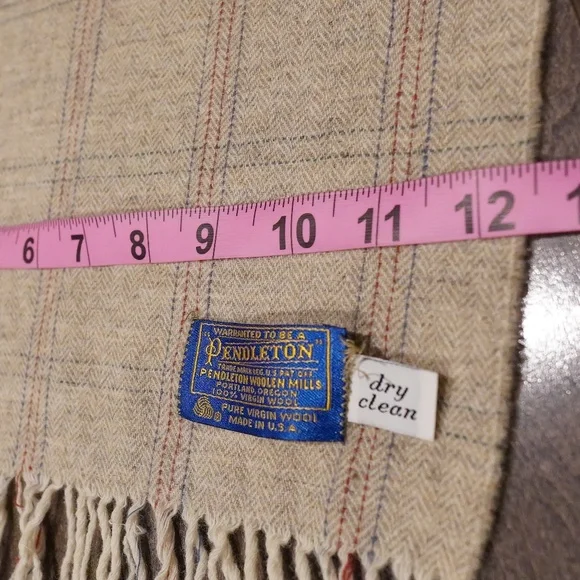 6 7 8 9 10 11 12
"WARRANTED TO BE A
PENDLETON"
TRADE MARK REG. U.S. PAT. OFF.
PENDLETON WOOLEN MILLS
PORTLAND, OREGON
100% VIRGIN WOOL
PURE VIRGIN WOOL
MADE IN U.S.A.
dry
clean